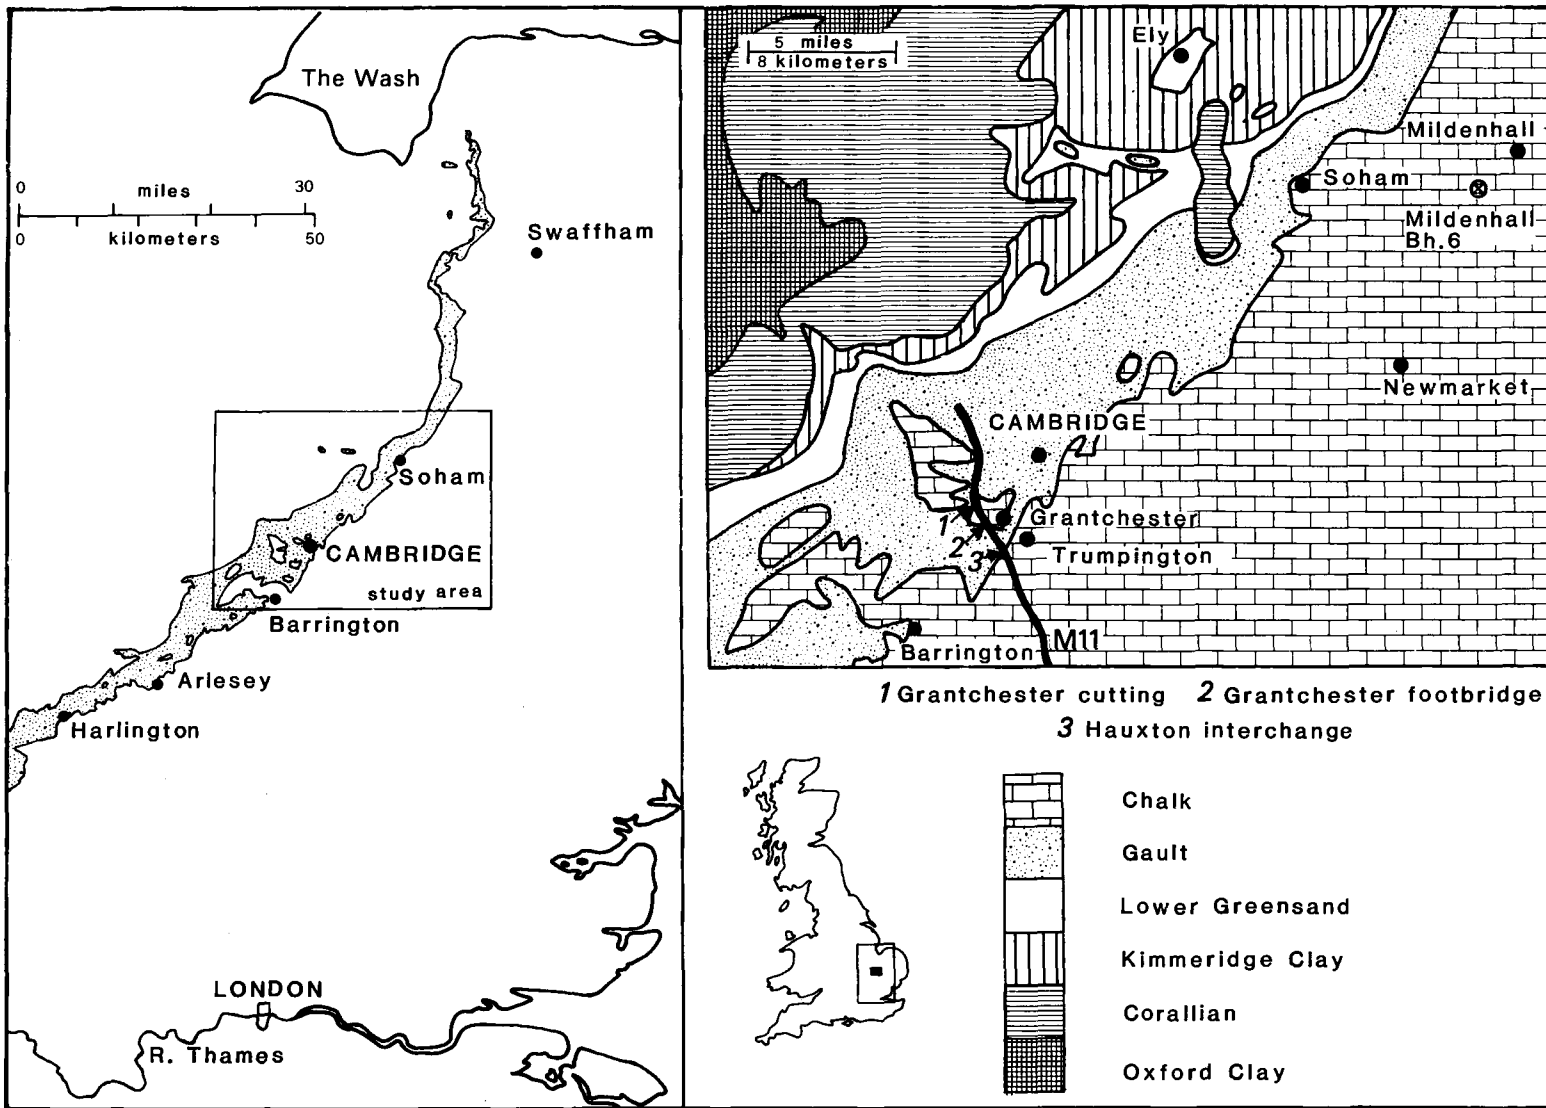 The Wash
0 miles 30
0 kilometers 50
Swaffham
Soham
CAMBRIDGE
study area
Barrington
Arlesey
Harlington
LONDON
R. Thames
5 miles
8 kilometers
Ely
Mildenhall
Soham
Mildenhall
Bh.6
Newmarket
CAMBRIDGE
1
Grantchester
2
Trumpington
3
Barrington
M11
1 Grantchester cutting 2 Grantchester footbridge
3 Hauxton interchange
Chalk
Gault
Lower Greensand
Kimmeridge Clay
Corallian
Oxford Clay